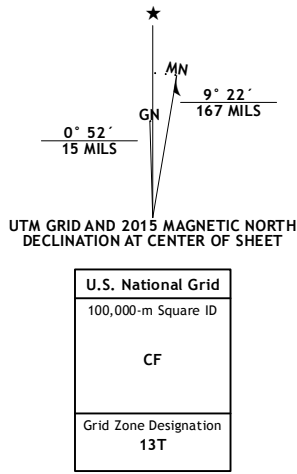 ★
MN
9° 22´
167 MILS
GN
0° 52´
15 MILS
UTM GRID AND 2015 MAGNETIC NORTH
DECLINATION AT CENTER OF SHEET
U.S. National Grid
100,000-m Square ID
CF
Grid Zone Designation
13T